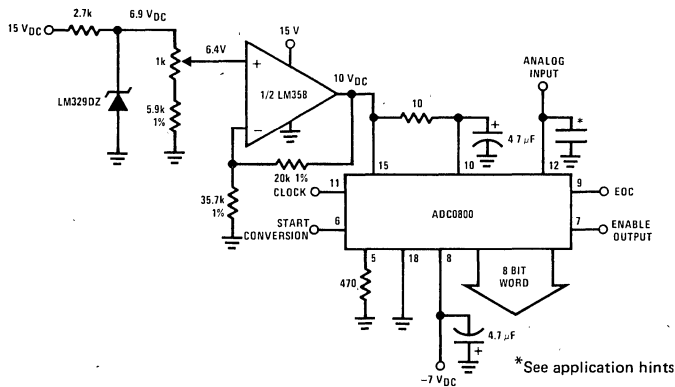 2.7k
6.9 VDC
15 VDC
15 V
1k
6.4V
+
1/2 LM358
10 VDC
ANALOG
INPUT
LM329DZ
5.9k
1%
−
10
+
4.7 μF
*
20k 1%
35.7k
1%
15
10
12
CLOCK
11
9
EOC
ADC0800
START
CONVERSION
6
7
ENABLE
OUTPUT
5
18
8
470
8 BIT
WORD
4.7 μF
+
−7 VDC
*See application hints